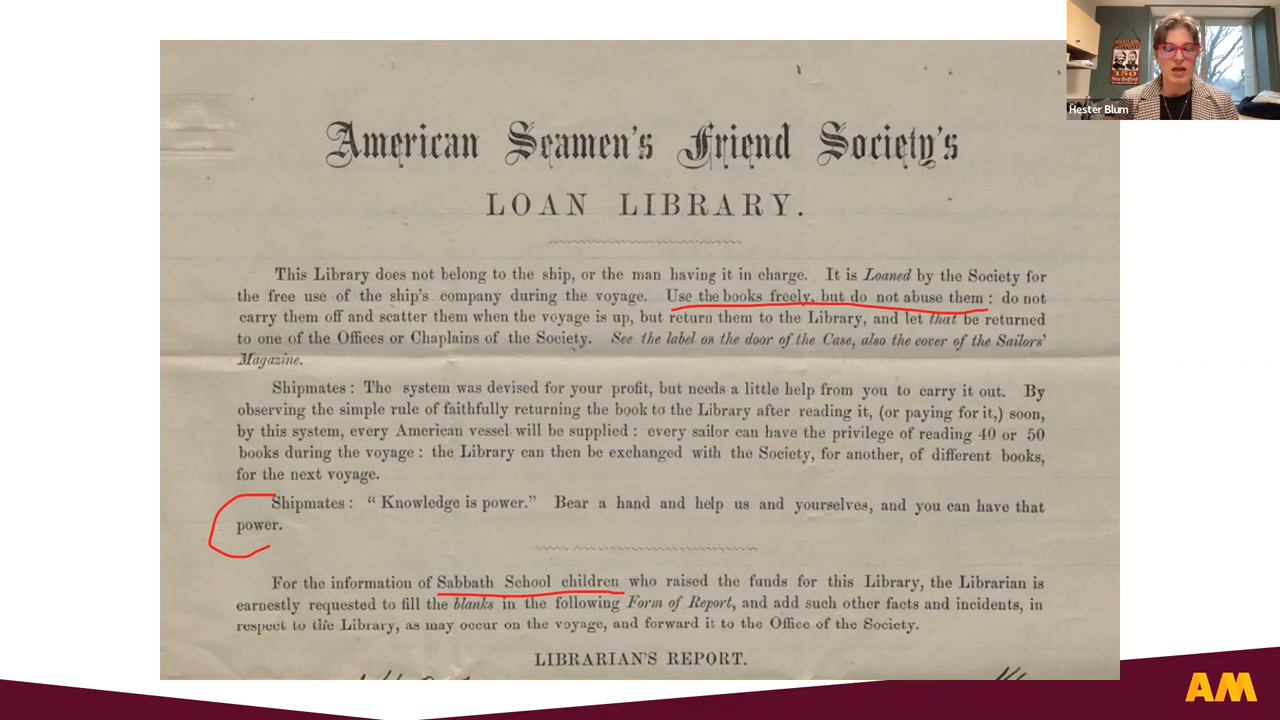 American Seamen's Friend Society's
LOAN LIBRARY.
This Library does not belong to the ship, or the man having it in charge. It is Loaned by the Society for
the free use of the ship's company during the voyage. Use the books freely, but do not abuse them: do not
carry them off and scatter them when the voyage is up, but return them to the Library, and let that be returned
to one of the Offices or Chaplains of the Society. See the label on the door of the Case, also the cover of the Sailors'
Magazine.
Shipmates: The system was devised for your profit, but needs a little help from you to carry it out. By
observing the simple rule of faithfully returning the book to the Library after reading it, (or paying for it,) soon,
by this system, every American vessel will be supplied: every sailor can have the privilege of reading 40 or 50
books during the voyage: the Library can then be exchanged with the Society, for another, of different books,
for the next voyage.
Shipmates: "Knowledge is power." Bear a hand and help us and yourselves, and you can have that
power.
For the information of Sabbath School children who raised the funds for this Library, the Librarian is
earnestly requested to fill the blanks in the following Form of Report, and add such other facts and incidents, in
respect to the Library, as may occur on the voyage, and forward it to the Office of the Society.
LIBRARIAN'S REPORT.
150
New Bedford
Hester Blum
AM